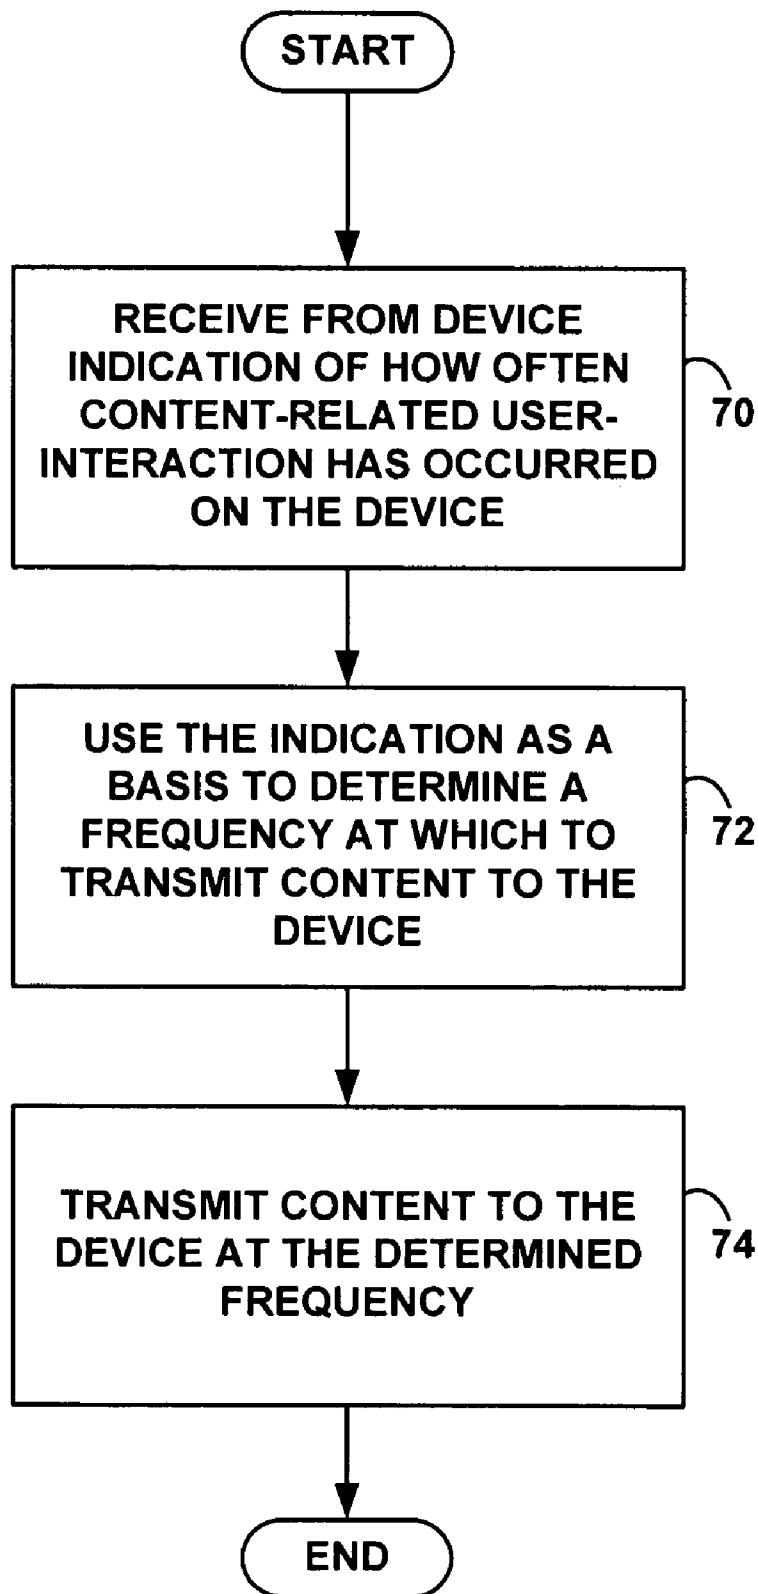 START
RECEIVE FROM DEVICE
INDICATION OF HOW OFTEN
CONTENT-RELATED USER-
INTERACTION HAS OCCURRED
ON THE DEVICE
70
USE THE INDICATION AS A
BASIS TO DETERMINE A
FREQUENCY AT WHICH TO
TRANSMIT CONTENT TO THE
DEVICE
72
TRANSMIT CONTENT TO THE
DEVICE AT THE DETERMINED
FREQUENCY
74
END